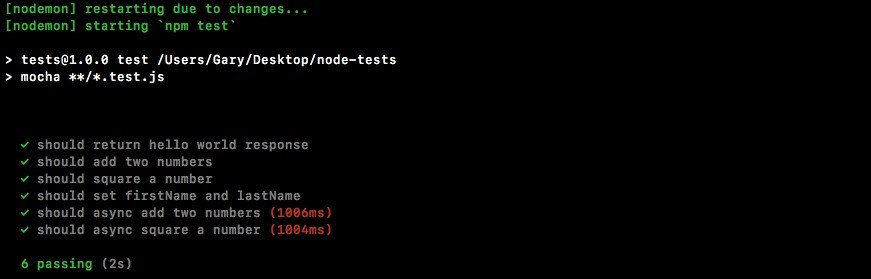 [nodemon] restarting due to changes...
[nodemon] starting `npm test`
> tests@1.0.0 test /Users/Gary/Desktop/node-tests
> mocha **/*.test.js
✓ should return hello world response
✓ should add two numbers
✓ should square a number
✓ should set firstName and lastName
✓ should async add two numbers (1006ms)
✓ should async square a number (1004ms)
6 passing (2s)